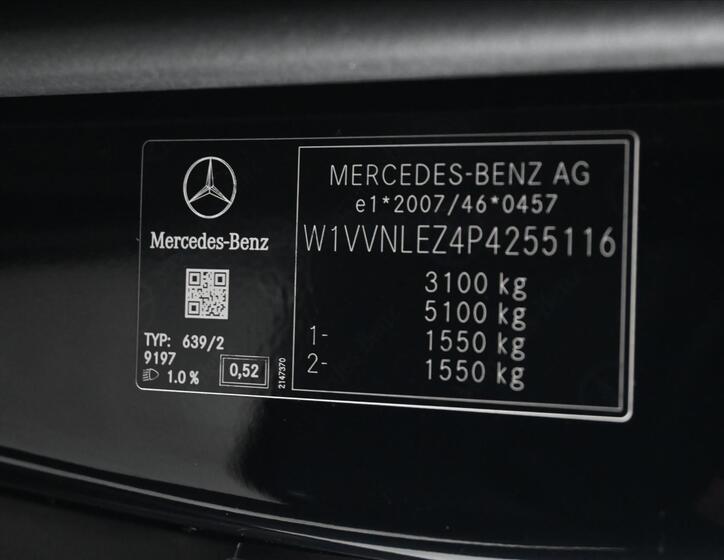 Mercedes-Benz
TYP: 639/2
9197
1.0 %
0,52
2147370
MERCEDES-BENZ AG
e1*2007/46*0457
W1VVNLEZ4P4255116
3100 kg
5100 kg
1- 1550 kg
2- 1550 kg